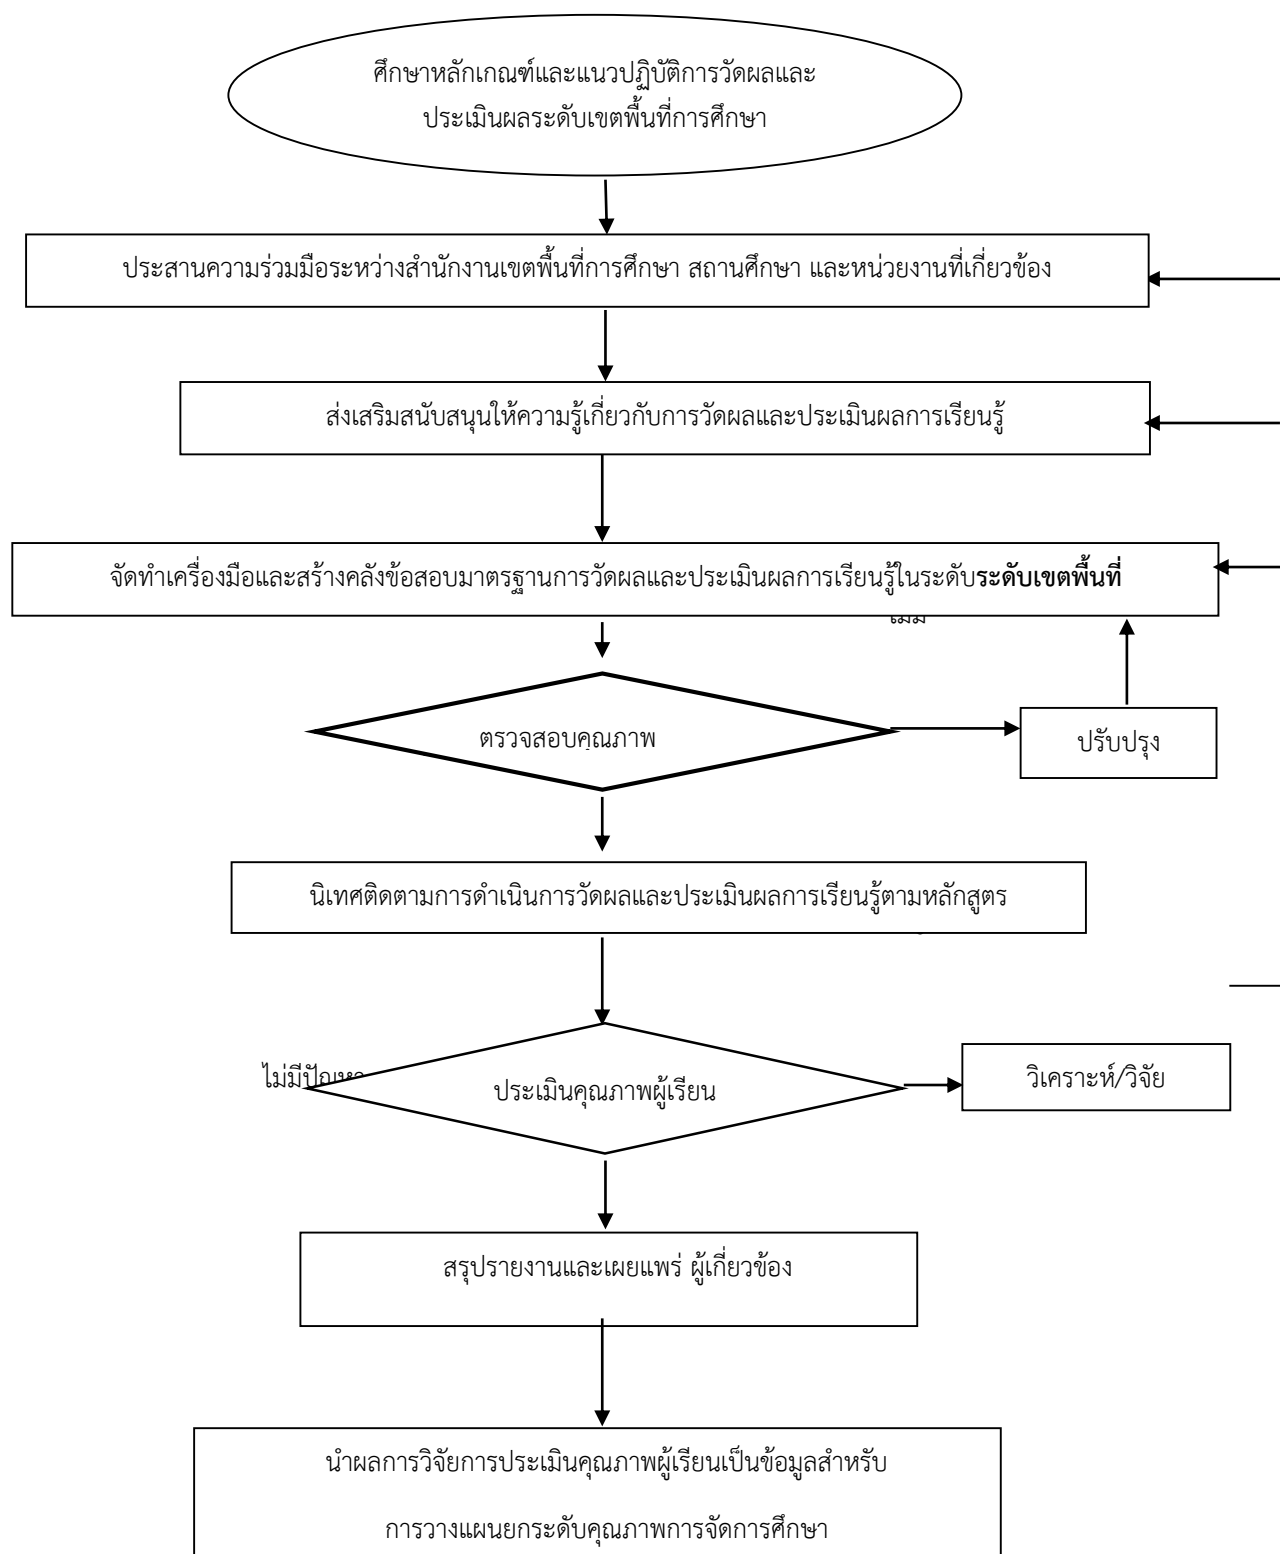 ศึกษาหลักเกณฑ์และแนวปฏิบัติการวัดผลและ
ประเมินผลระดับเขตพื้นที่การศึกษา
ประสานความร่วมมือระหว่างสำนักงานเขตพื้นที่การศึกษา สถานศึกษา และหน่วยงานที่เกี่ยวข้อง
ส่งเสริมสนับสนุนให้ความรู้เกี่ยวกับการวัดผลและประเมินผลการเรียนรู้
จัดทำเครื่องมือและสร้างคลังข้อสอบมาตรฐานการวัดผลและประเมินผลการเรียนรู้ในระดับระดับเขตพื้นที่
ตรวจสอบคุณภาพ
ปรับปรุง
นิเทศติดตามการดำเนินการวัดผลและประเมินผลการเรียนรู้ตามหลักสูตร
ไม่มีปัญหา
ประเมินคุณภาพผู้เรียน
วิเคราะห์/วิจัย
สรุปรายงานและเผยแพร่ ผู้เกี่ยวข้อง
นำผลการวิจัยการประเมินคุณภาพผู้เรียนเป็นข้อมูลสำหรับ
การวางแผนยกระดับคุณภาพการจัดการศึกษา